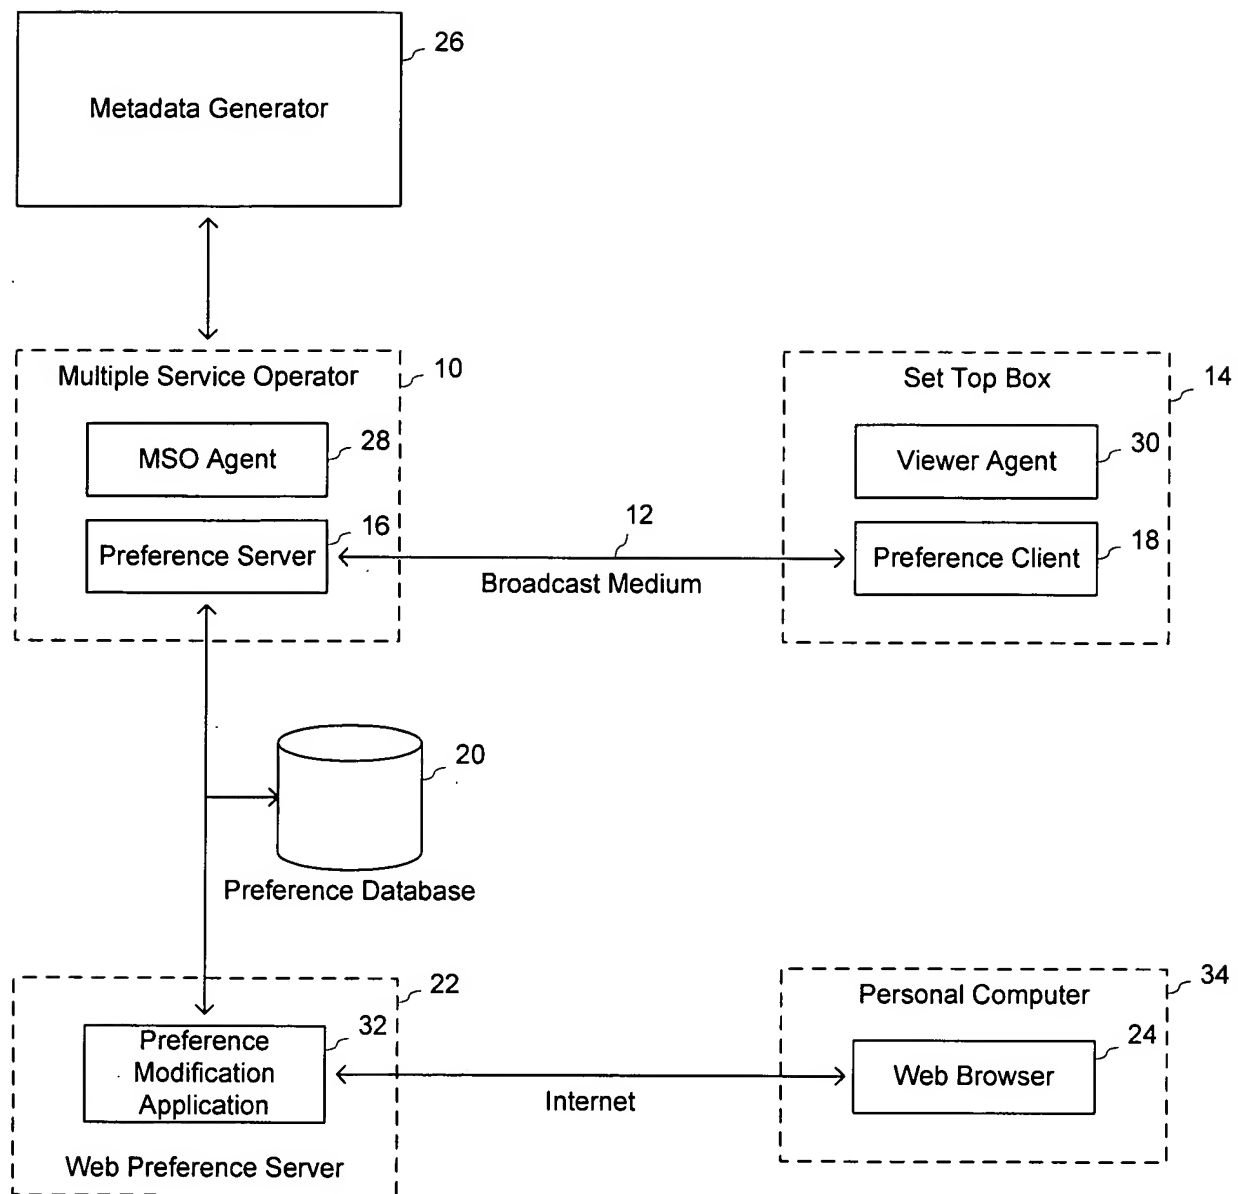 26
Metadata Generator
Multiple Service Operator
10
MSO Agent
28
Preference Server
16
12
Broadcast Medium
Set Top Box
14
Viewer Agent
30
Preference Client
18
20
Preference Database
22
32
Preference
Modification
Application
Web Preference Server
Internet
Personal Computer
34
24
Web Browser